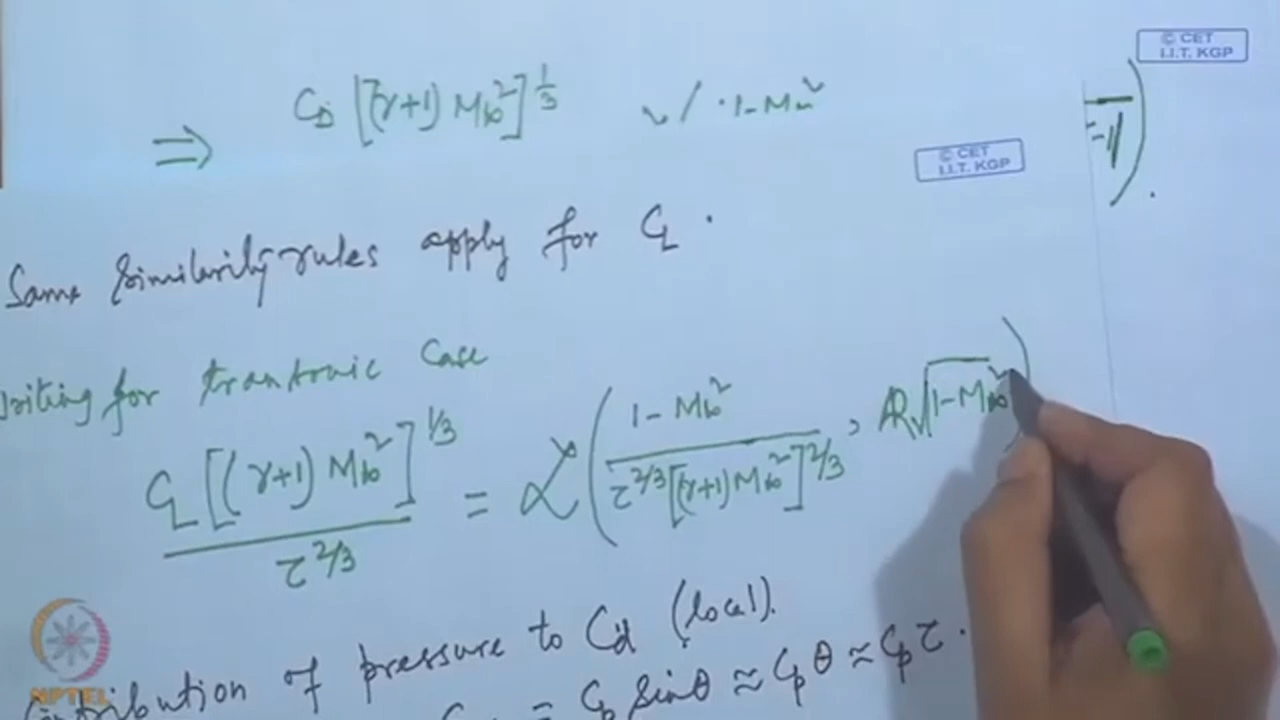 © CET
I.I.T. KGP
⇒ C_D [(γ+1) M∞²]^{1/3} √ / · 1-M∞²
© CET
I.I.T. KGP
Same Similarity rules apply for C_L .
writing for transonic Case
C_L [(γ+1) M∞²]^{1/3} / τ^{2/3} = ( 1 - M∞² / τ^{2/3} [(γ+1) M∞²]^{2/3} , AR √(1-M∞²) )
of pressure to C_d (local).
= C_p sinθ ≈ C_p θ ≈ C_p τ .
NPTEL